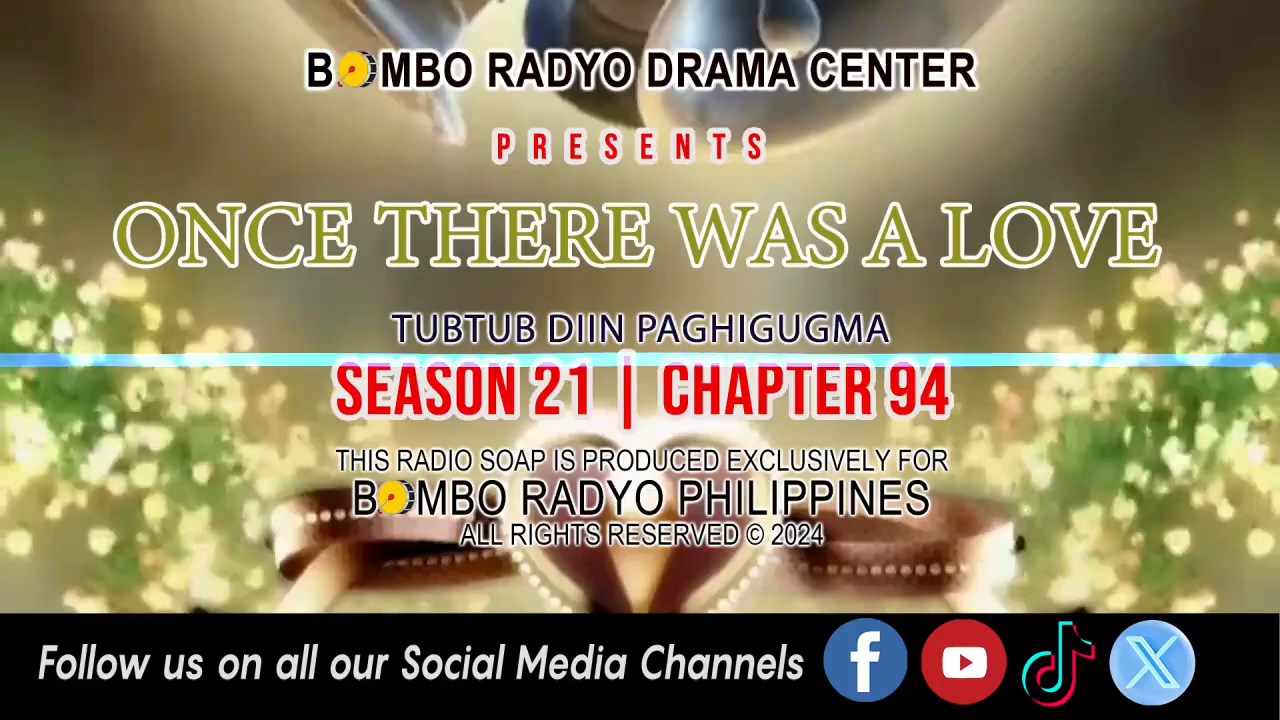 BOMBO RADYO DRAMA CENTER
PRESENTS
ONCE THERE WAS A LOVE
TUBTUB DIIN PAGHIGUGMA
SEASON 21 | CHAPTER 94
THIS RADIO SOAP IS PRODUCED EXCLUSIVELY FOR
BOMBO RADYO PHILIPPINES
ALL RIGHTS RESERVED © 2024
Follow us on all our Social Media Channels